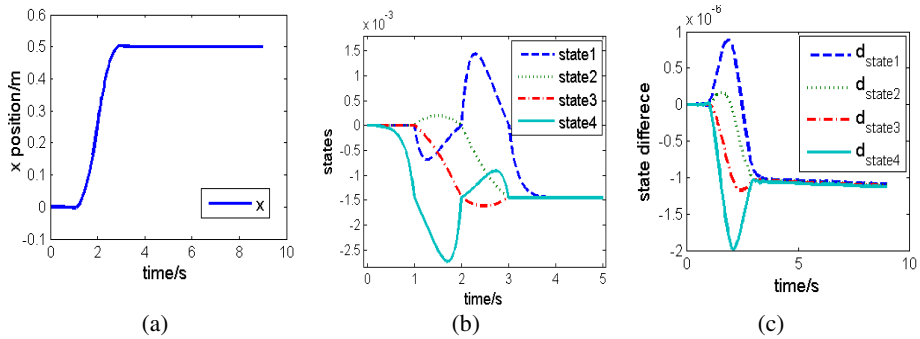 x position/m
0.5
0.4
0.3
0.2
0.1
0
-0.1
0 2 4 6 8 10
time/s
x
(a)
x 10⁻³
states
1.5
1
0.5
0
-0.5
-1
-1.5
-2
-2.5
0 1 2 3 4 5
time/s
state1
state2
state3
state4
(b)
x 10⁻⁶
state differece
1
0.5
0
-0.5
-1
-1.5
-2
0 5 10
time/s
d_state1
d_state2
d_state3
d_state4
(c)